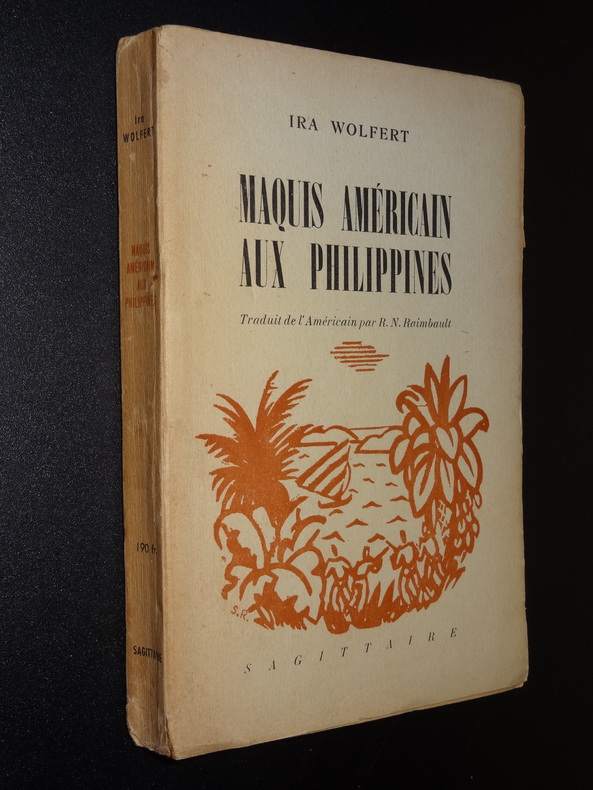 IRA WOLFERT
MAQUIS AMÉRICAIN
AUX PHILIPPINES
Traduit de l'Américain par R. N. Raimbault
S.R.
SAGITTAIRE
Ira
WOLFERT
MAQUIS
AMÉRICAIN
AUX
PHILIPPINES
190 fr.
SAGITTAIRE